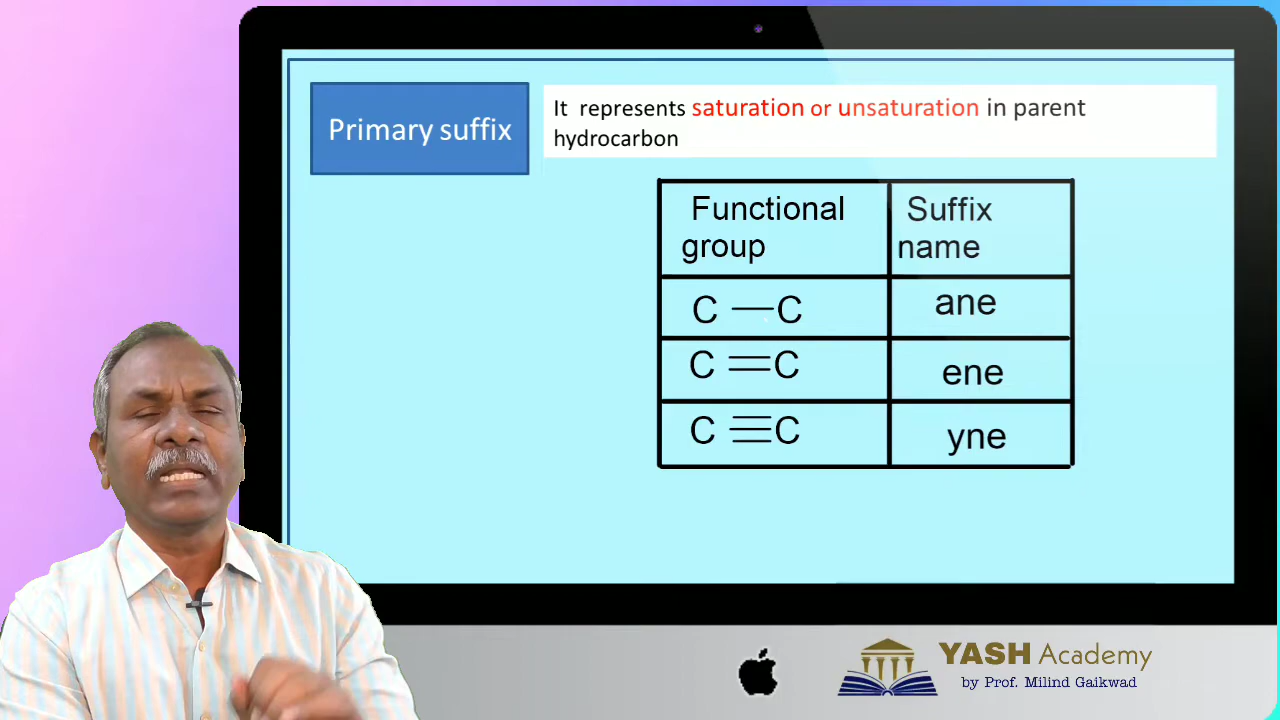 Primary suffix
It represents saturation or unsaturation in parent
hydrocarbon
Functional
group
Suffix
name
C — C
ane
C = C
ene
C ≡ C
yne
YASH Academy
by Prof. Milind Gaikwad